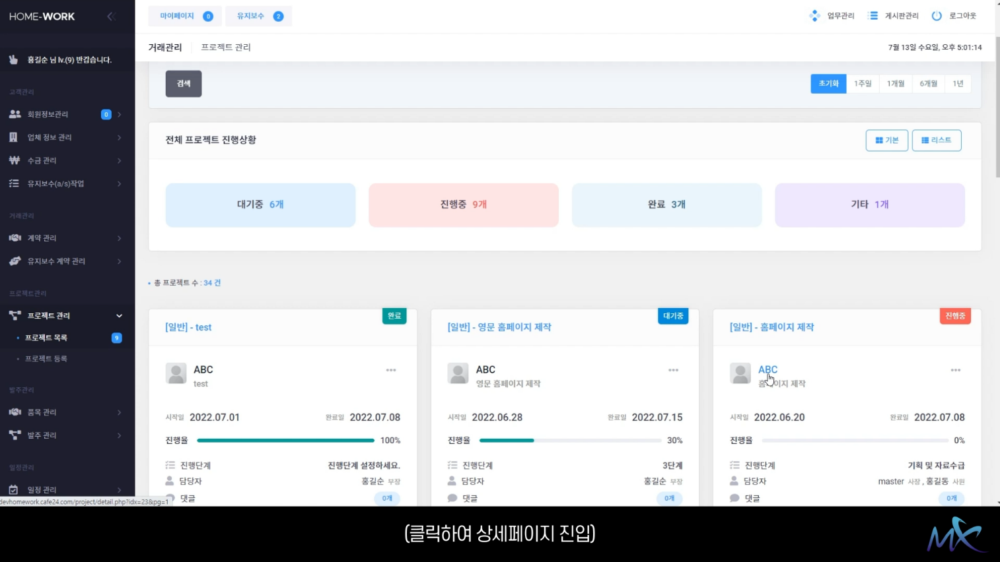 HOME-WORK
마이페이지 0 유지보수 2
업무관리 게시판관리 로그아웃
거래관리 프로젝트 관리
7월 13일 수요일, 오후 5:01:14
홍길순 님 lv.(9) 반갑습니다.
고객관리
회원정보관리 0
업체 정보 관리
수금 관리
유지보수(a/s)작업
거래관리
계약 관리
유지보수 계약 관리
프로젝트관리
프로젝트 관리
프로젝트 목록 9
프로젝트 등록
발주관리
품목 관리
발주 관리
일정관리
일정 관리
devhomework.cafe24.com/project/detail.php?idx=23&pg=1
검색
초기화 1주일 1개월 6개월 1년
전체 프로젝트 진행상황
기본 리스트
대기중 6개
진행중 9개
완료 3개
기타 1개
총 프로젝트 수 : 34 건
완료
[일반] - test
ABC
test
시작일 2022.07.01 완료일 2022.07.08
진행율 100%
진행단계 진행단계 설정하세요.
담당자 홍길순 부장
댓글 0개
대기중
[일반] - 영문 홈페이지 제작
ABC
영문 홈페이지 제작
시작일 2022.06.28 완료일 2022.07.15
진행율 30%
진행단계 3단계
담당자 홍길순 부장
댓글 0개
진행중
[일반] - 홈페이지 제작
ABC
홈페이지 제작
시작일 2022.06.20 완료일 2022.07.08
진행율 0%
진행단계 기획 및 자료수급
담당자 master 사장 , 홍길동 사원
댓글 0개
(클릭하여 상세페이지 진입)
MX